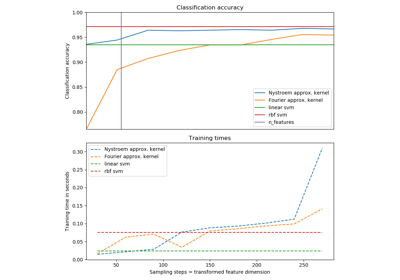 Classification accuracy
1.00
0.95
0.90
0.85
0.80
Classification accuracy
Nystroem approx. kernel
Fourier approx. kernel
linear svm
rbf svm
n_features
Training times
0.30
0.25
0.20
0.15
0.10
0.05
0.00
Training time in seconds
Nystroem approx. kernel
Fourier approx. kernel
linear svm
rbf svm
50
100
150
200
250
Sampling steps = transformed feature dimension